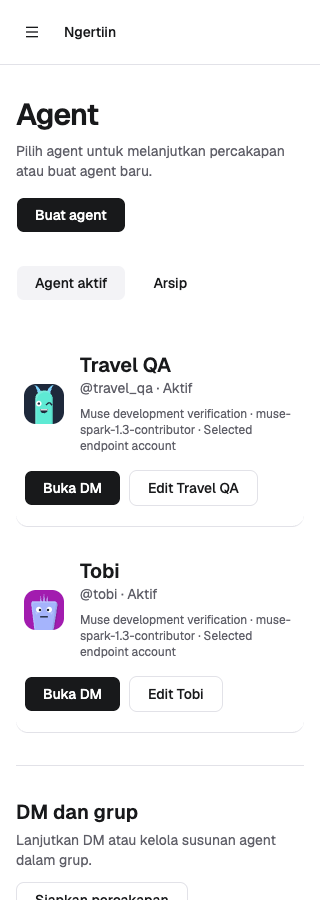 Ngertiin
Agent
Pilih agent untuk melanjutkan percakapan
atau buat agent baru.
Buat agent
Agent aktif
Arsip
Travel QA
@travel_qa · Aktif
Muse development verification · muse-
spark-1.3-contributor · Selected
endpoint account
Buka DM
Edit Travel QA
Tobi
@tobi · Aktif
Muse development verification · muse-
spark-1.3-contributor · Selected
endpoint account
Buka DM
Edit Tobi
DM dan grup
Lanjutkan DM atau kelola susunan agent
dalam grup.
Siapkan percakapan